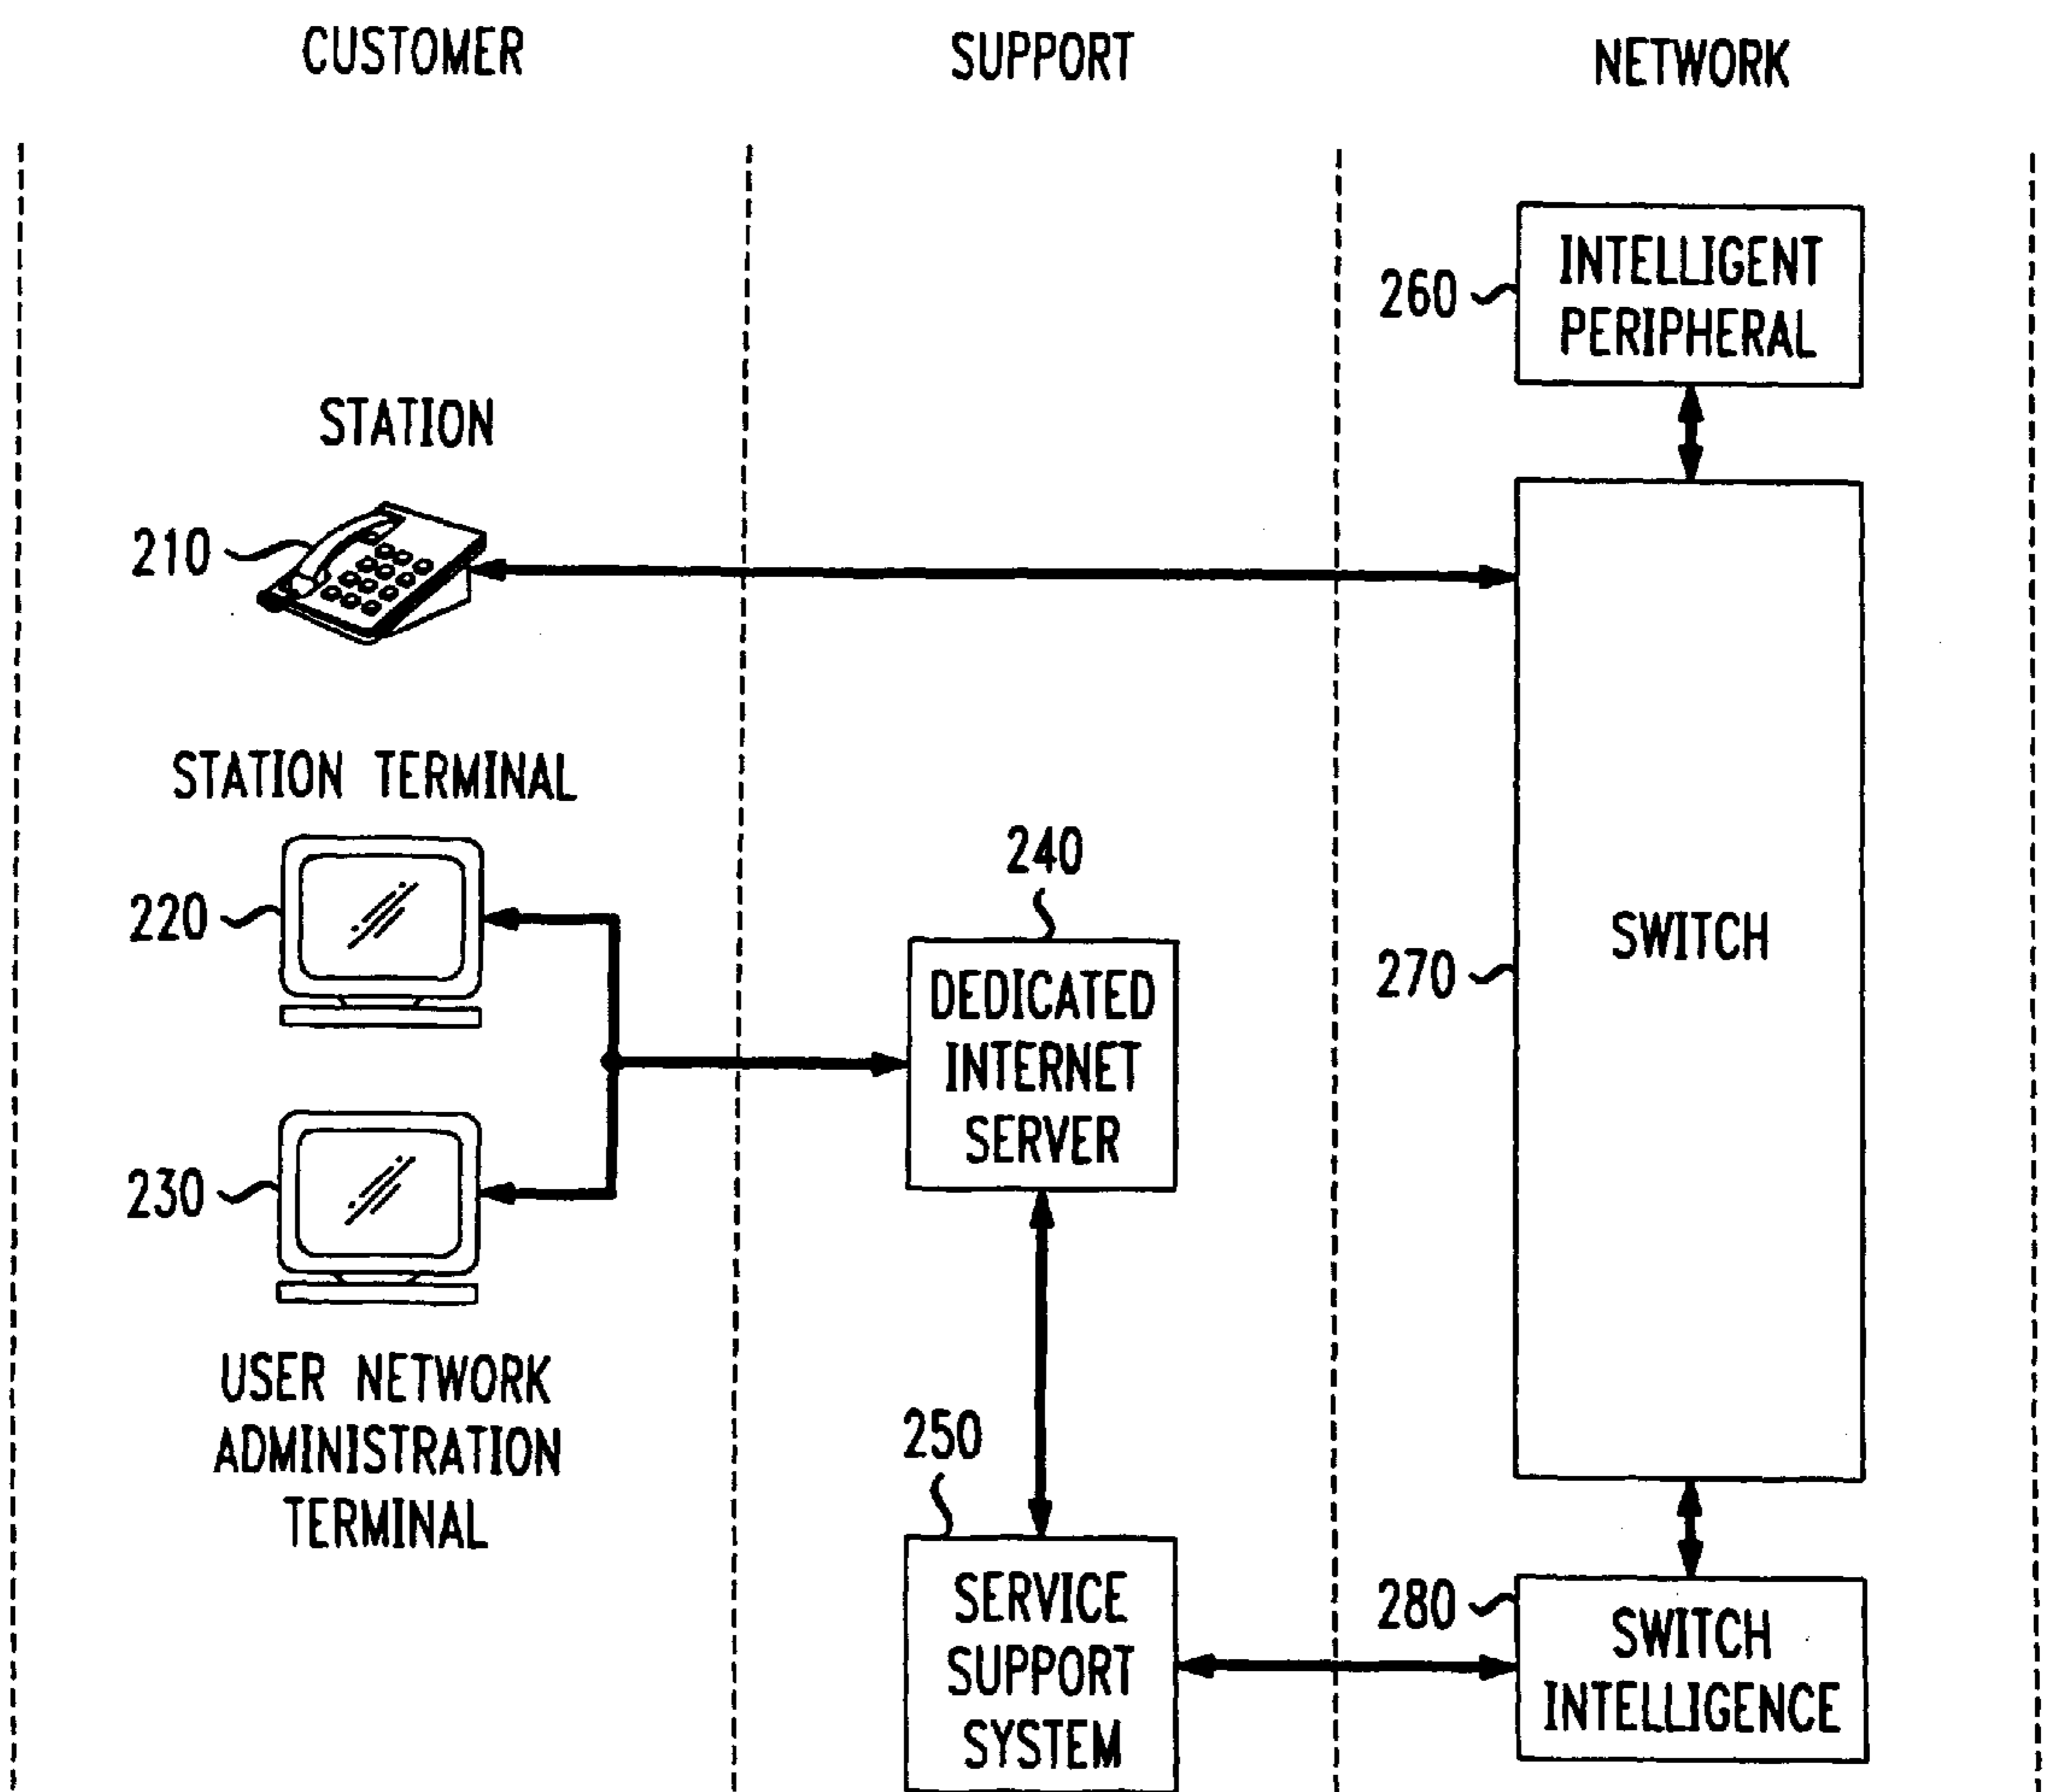 CUSTOMER
SUPPORT
NETWORK
260
INTELLIGENT
PERIPHERAL
STATION
210
STATION TERMINAL
220
240
DEDICATED
INTERNET
SERVER
270
SWITCH
230
USER NETWORK
ADMINISTRATION
TERMINAL
250
SERVICE
SUPPORT
SYSTEM
280
SWITCH
INTELLIGENCE